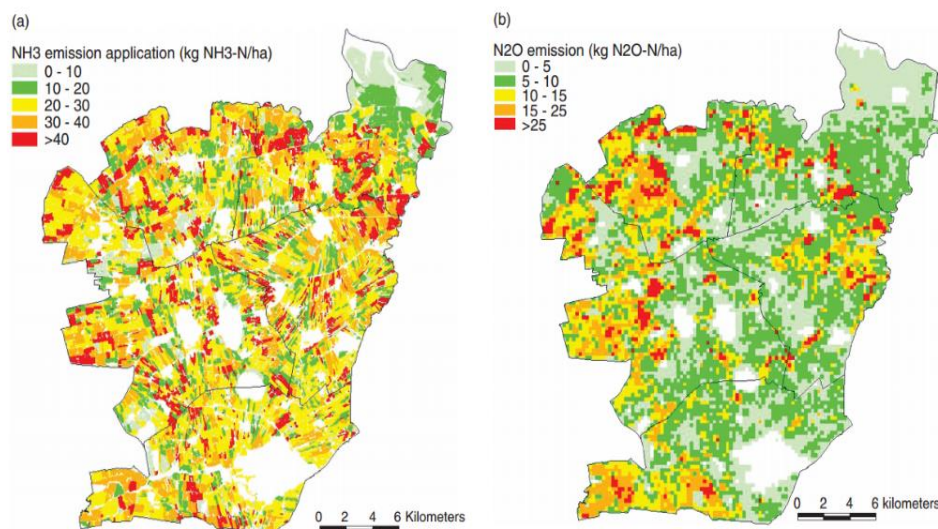 (a)
NH3 emission application (kg NH3-N/ha)
0 - 10
10 - 20
20 - 30
30 - 40
>40
0 2 4 6 Kilometers
(b)
N2O emission (kg N2O-N/ha)
0 - 5
5 - 10
10 - 15
15 - 25
>25
0 2 4 6 Kilometers